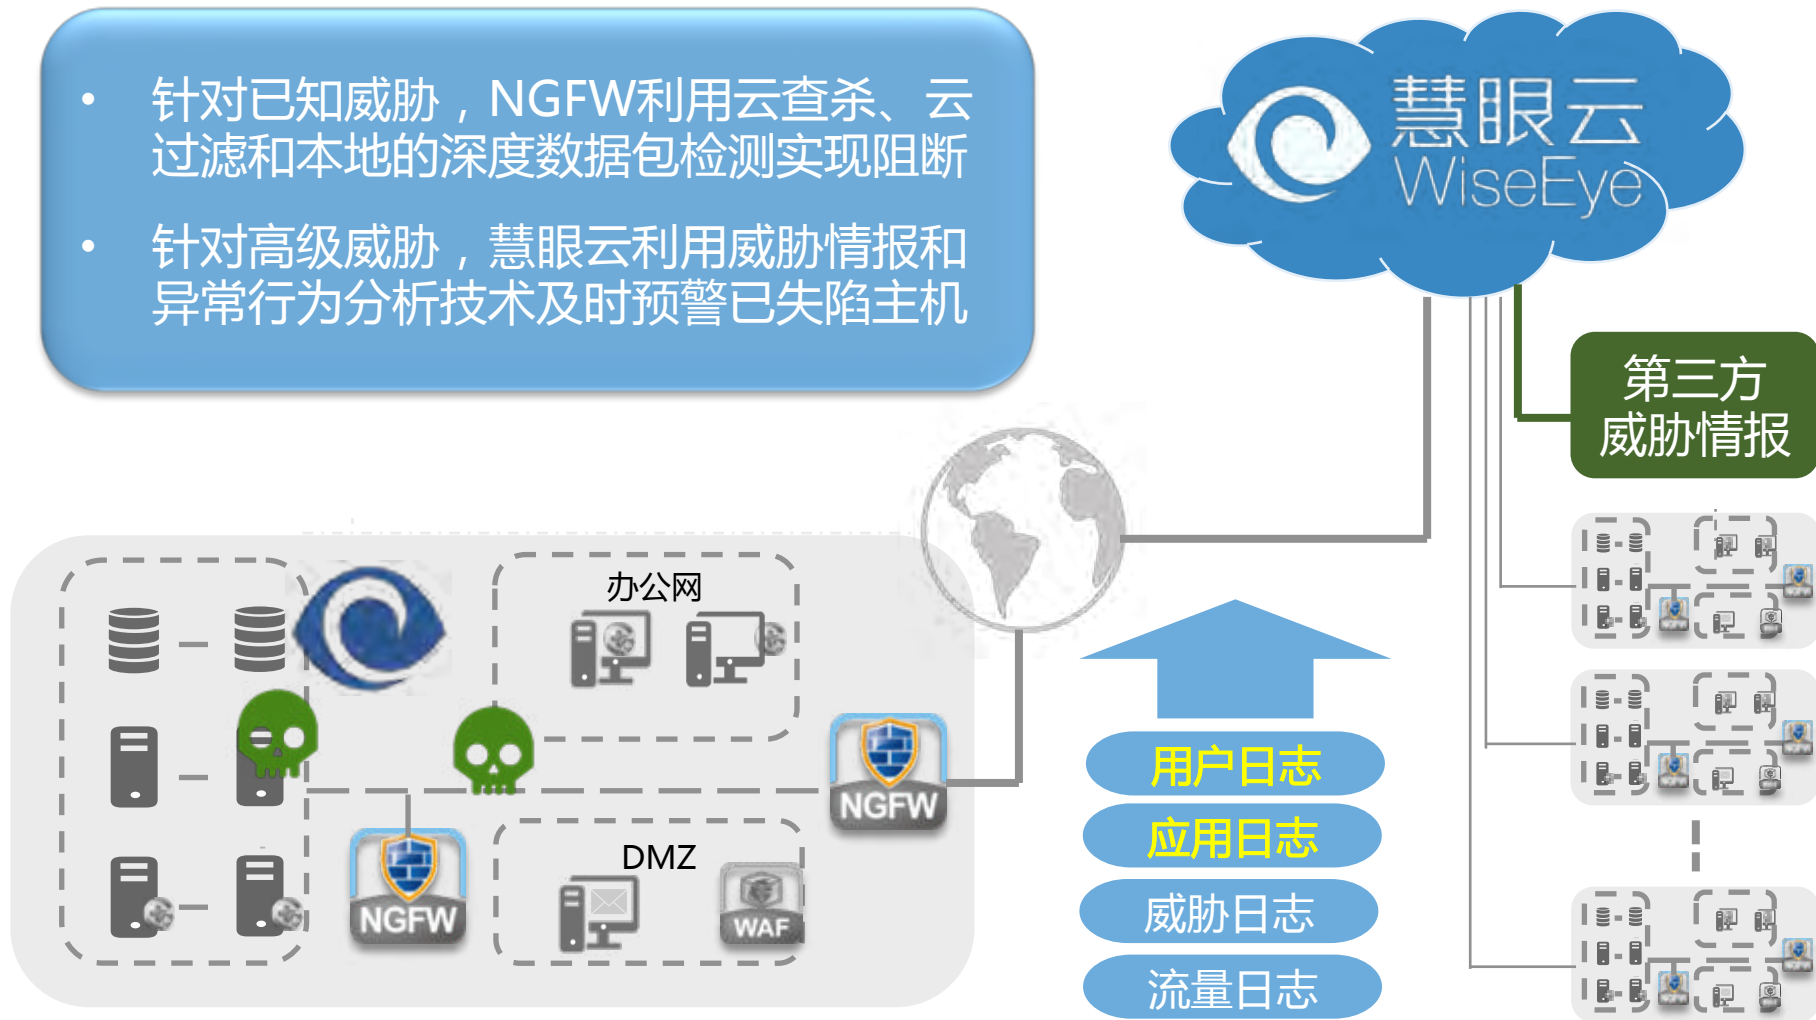 • 针对已知威胁，NGFW利用云查杀、云
过滤和本地的深度数据包检测实现阻断
• 针对高级威胁，慧眼云利用威胁情报和
异常行为分析技术及时预警已失陷主机
慧眼云
WiseEye
第三方
威胁情报
办公网
NGFW
NGFW
DMZ
WAF
用户日志
应用日志
威胁日志
流量日志